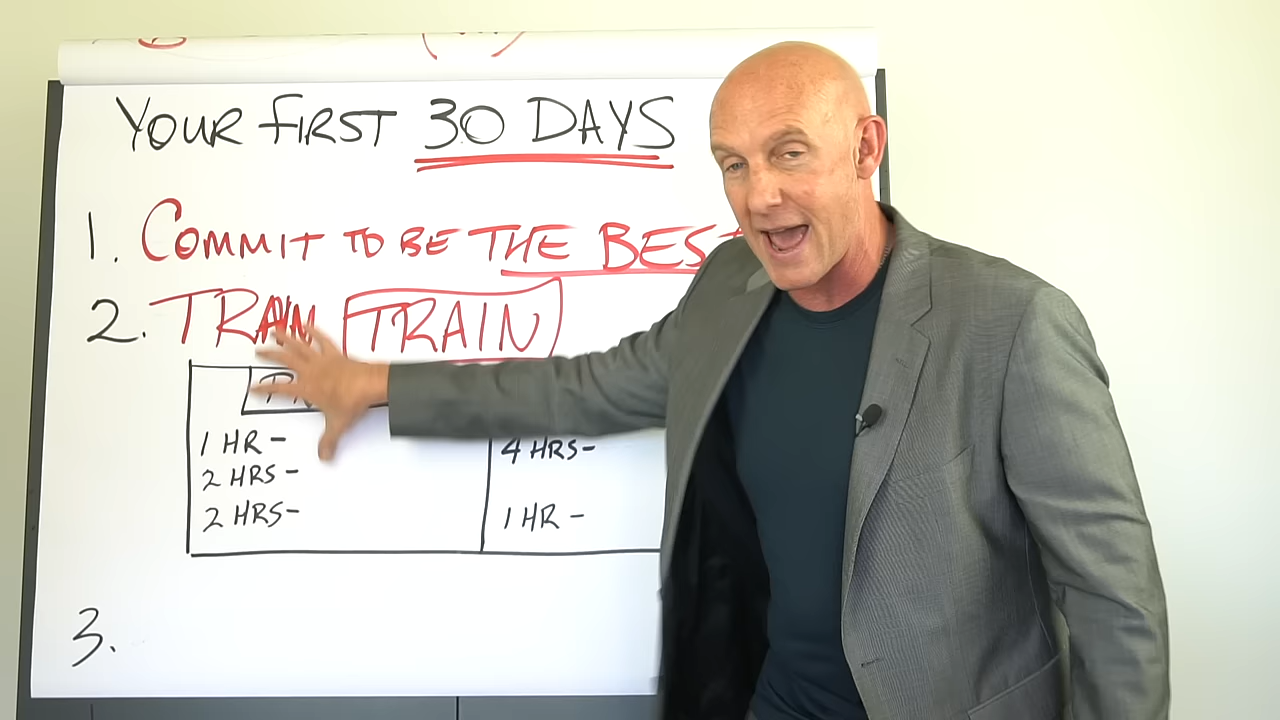 YOUR FIRST 30 DAYS
1. COMMIT TO BE THE BEST
2. TRAIN TRAIN
1 HR-
2 HRS-
2 HRS-
4 HRS-
1 HR-
3.